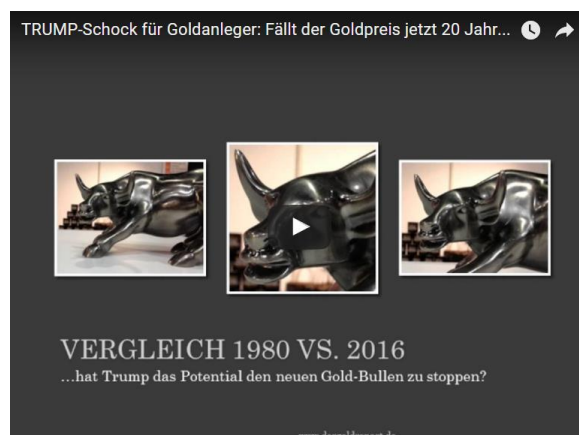 TRUMP-Schock für Goldanleger: Fällt der Goldpreis jetzt 20 Jahr...
VERGLEICH 1980 VS. 2016
...hat Trump das Potential den neuen Gold-Bullen zu stoppen?